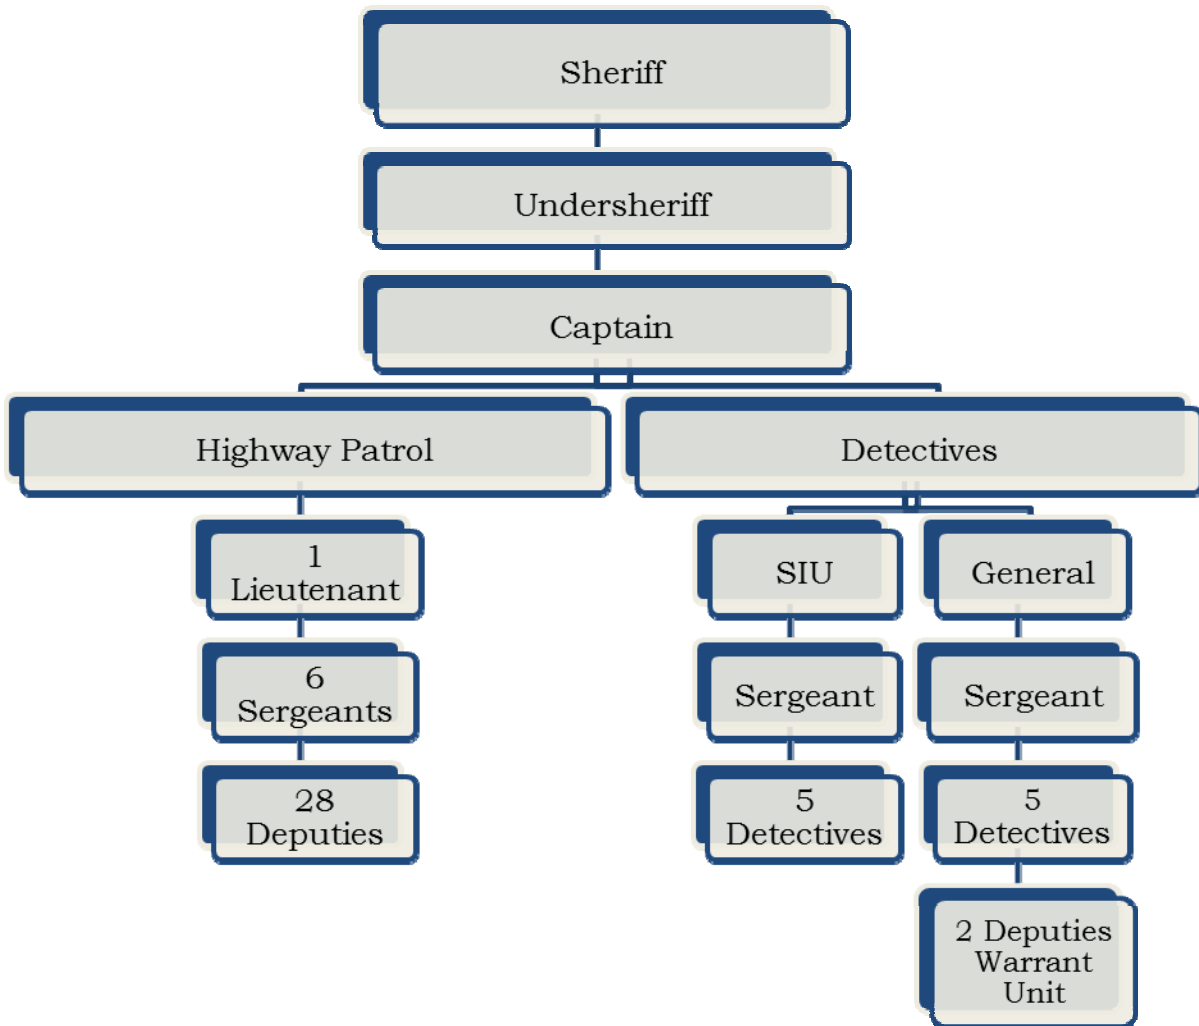 Sheriff
Undersheriff
Captain
Highway Patrol
Detectives
1
Lieutenant
6
Sergeants
28
Deputies
SIU
Sergeant
5
Detectives
General
Sergeant
5
Detectives
2 Deputies
Warrant
Unit